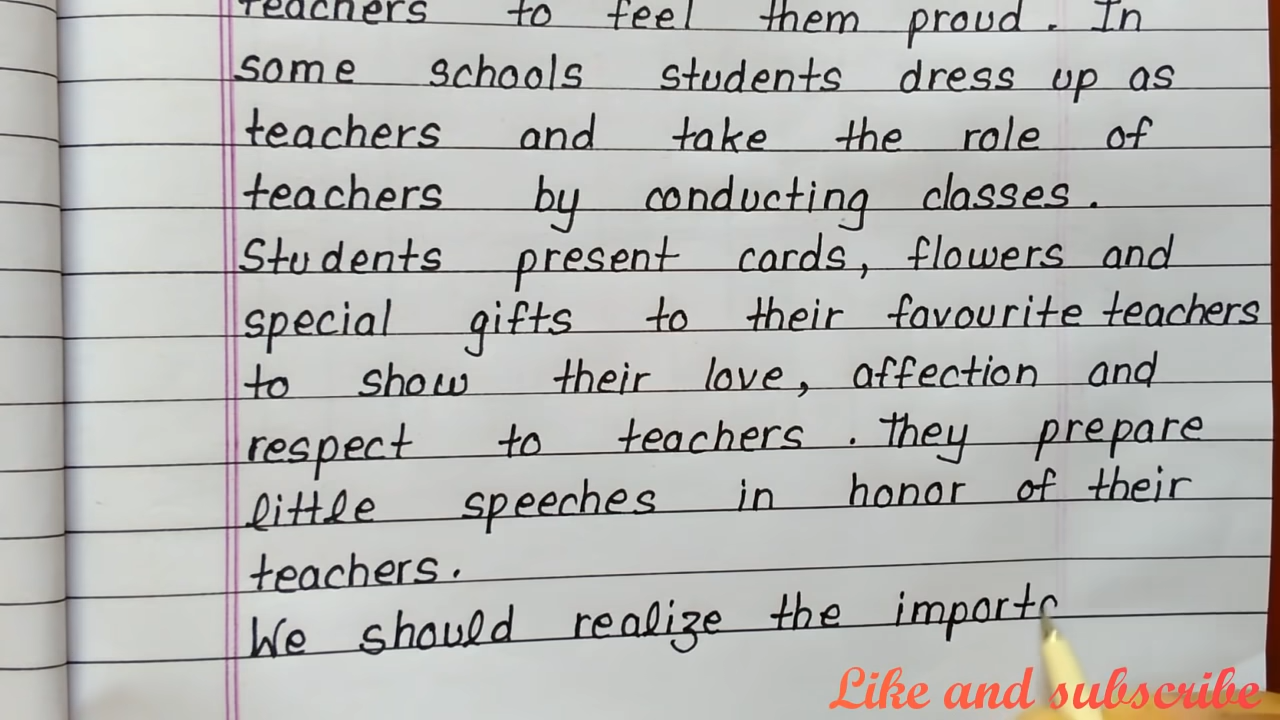 teachers to feel them proud. In
some schools students dress up as
teachers and take the role of
teachers by conducting classes.
Students present cards, flowers and
special gifts to their favourite teachers
to show their love, affection and
respect to teachers. They prepare
little speeches in honor of their
teachers.
We should realize the importa
Like and subscribe